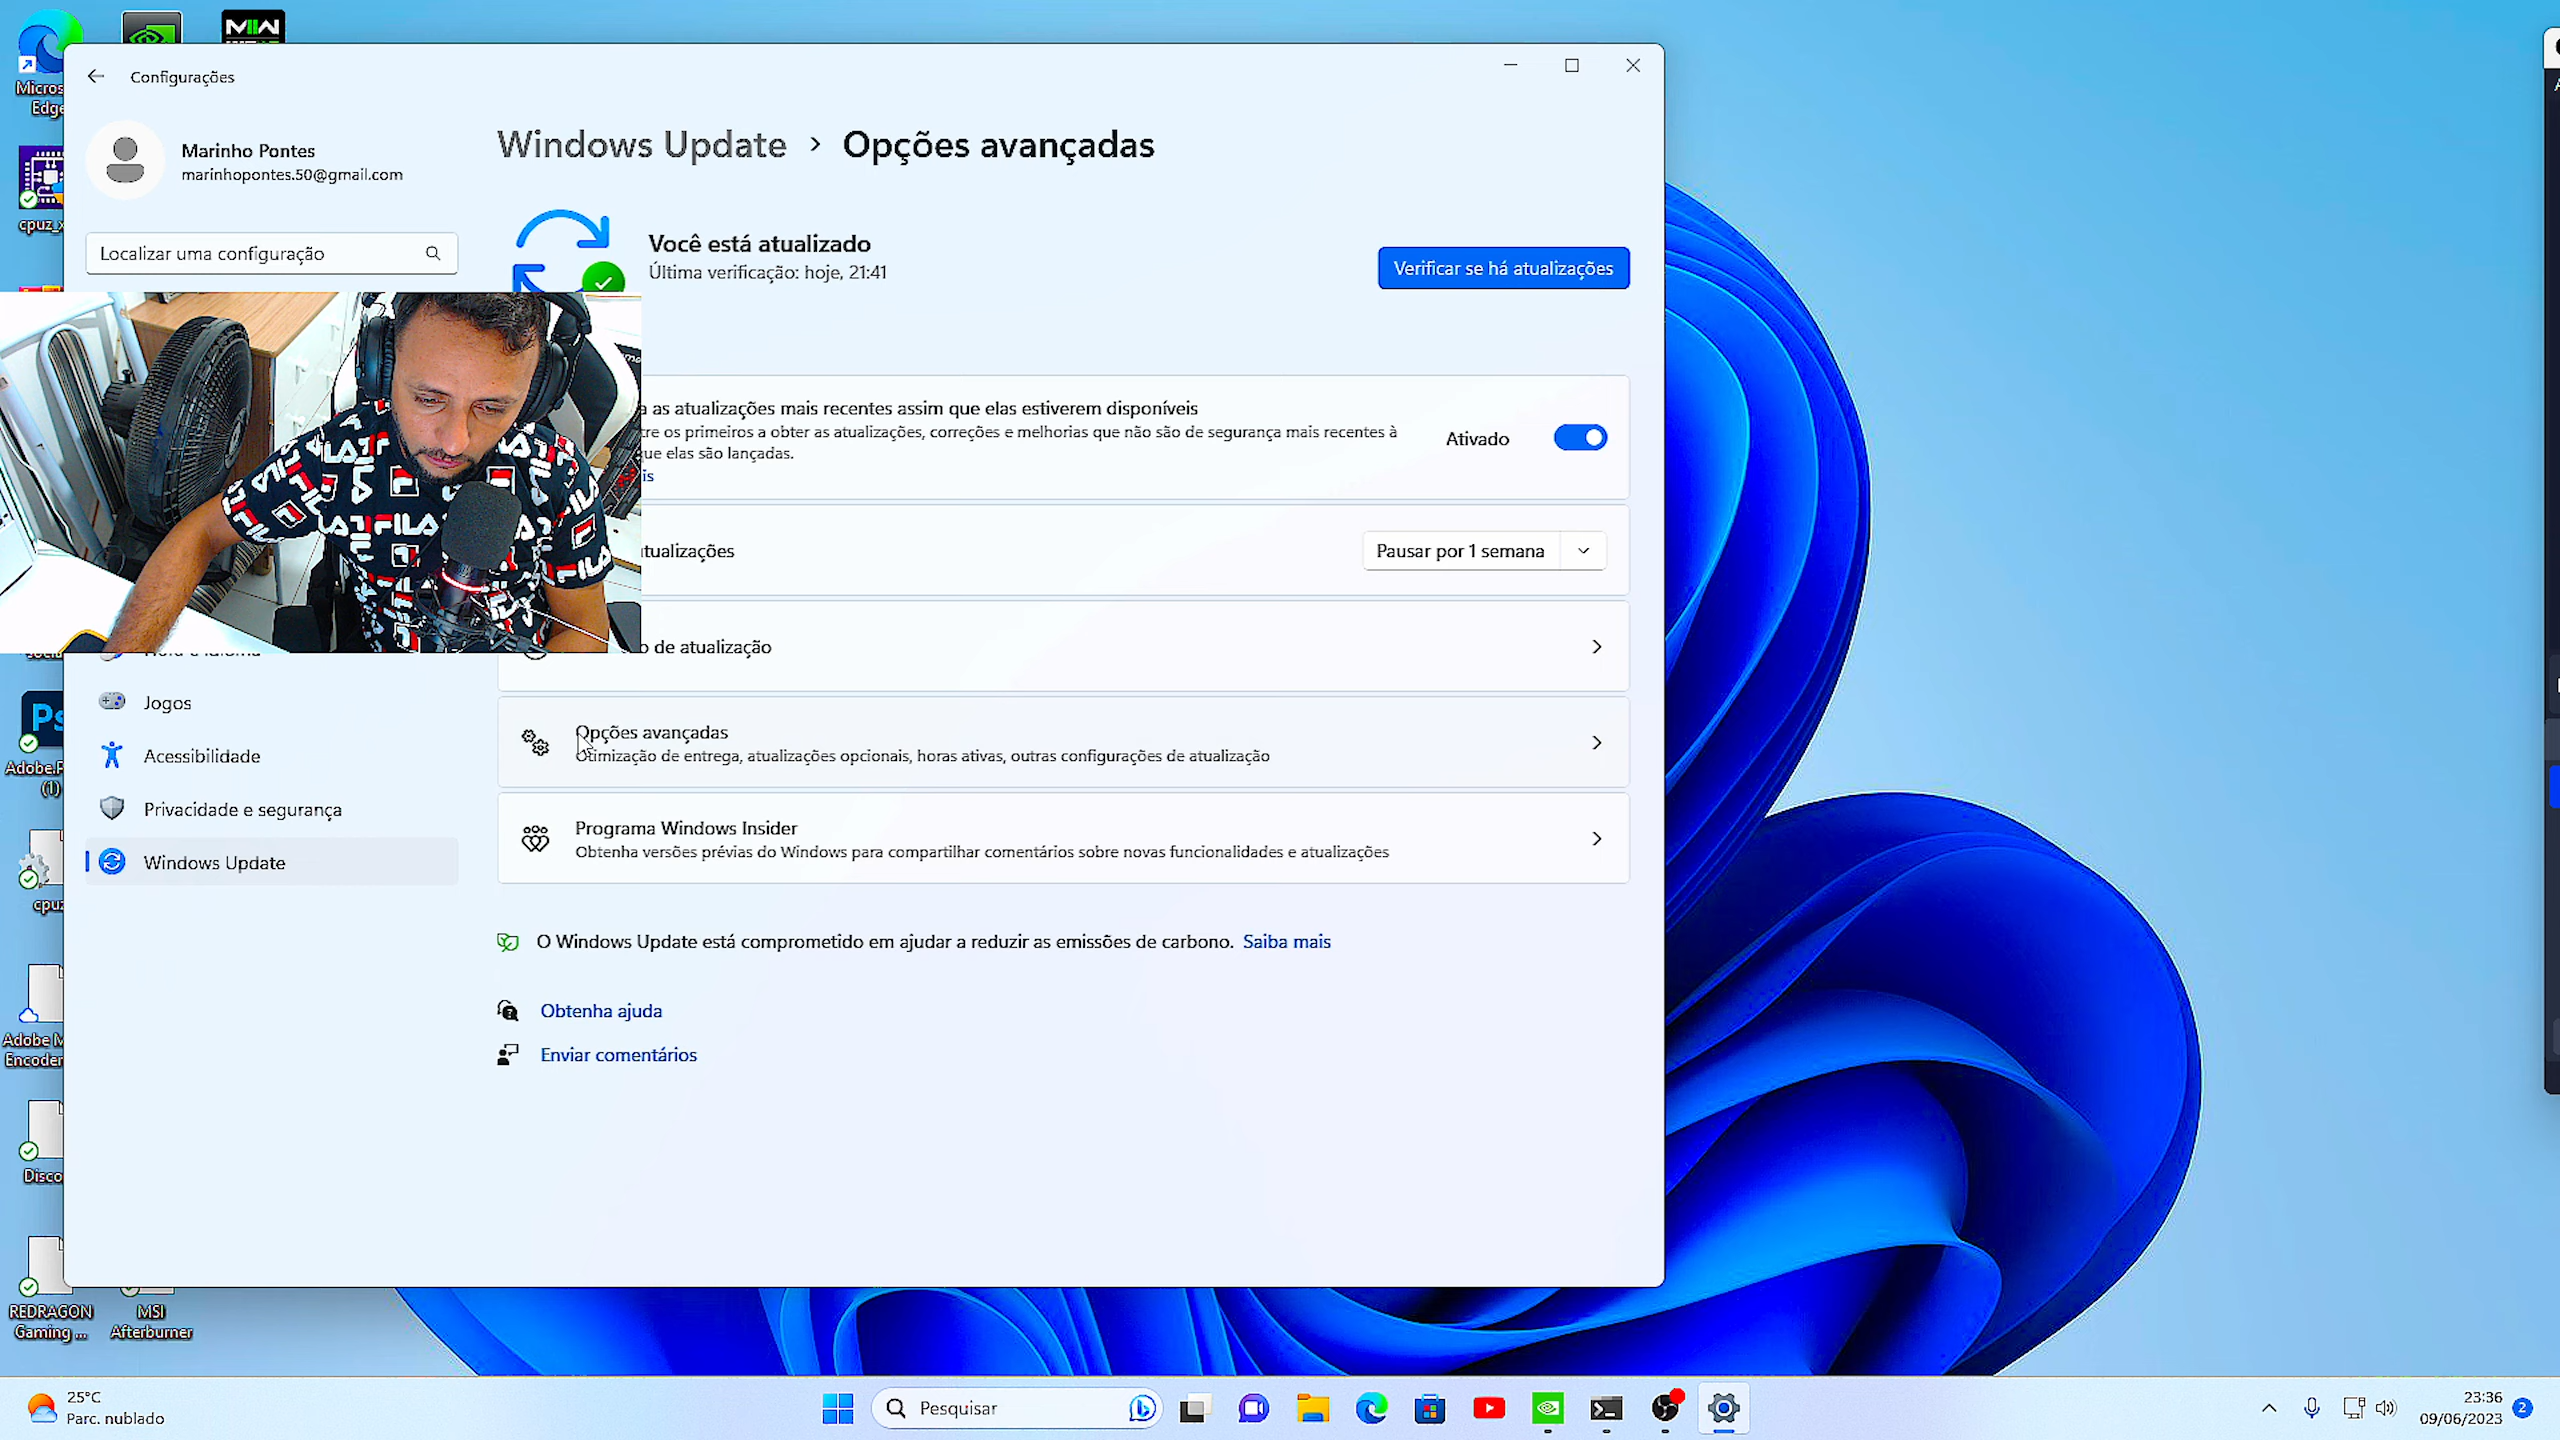 Configurações
Marinho Pontes
marinhopontes.50@gmail.com
Localizar uma configuração
Jogos
Acessibilidade
Privacidade e segurança
Windows Update
Windows Update > Opções avançadas
Você está atualizado
Última verificação: hoje, 21:41
Verificar se há atualizações
as atualizações mais recentes assim que elas estiverem disponíveis
os primeiros a obter as atualizações, correções e melhorias que não são de segurança mais recentes à
que elas são lançadas.
Ativado
Pausar por 1 semana
de atualização
Opções avançadas
Otimização de entrega, atualizações opcionais, horas ativas, outras configurações de atualização
Programa Windows Insider
Obtenha versões prévias do Windows para compartilhar comentários sobre novas funcionalidades e atualizações
O Windows Update está comprometido em ajudar a reduzir as emissões de carbono. Saiba mais
Obtenha ajuda
Enviar comentários
MW
Edge
Ps
(1)
Adobe
Encoder
REDRAGON
Gaming ...
MSI
Afterburner
FILA
25°C
Parc. nublado
Pesquisar
23:36
09/06/2023
2